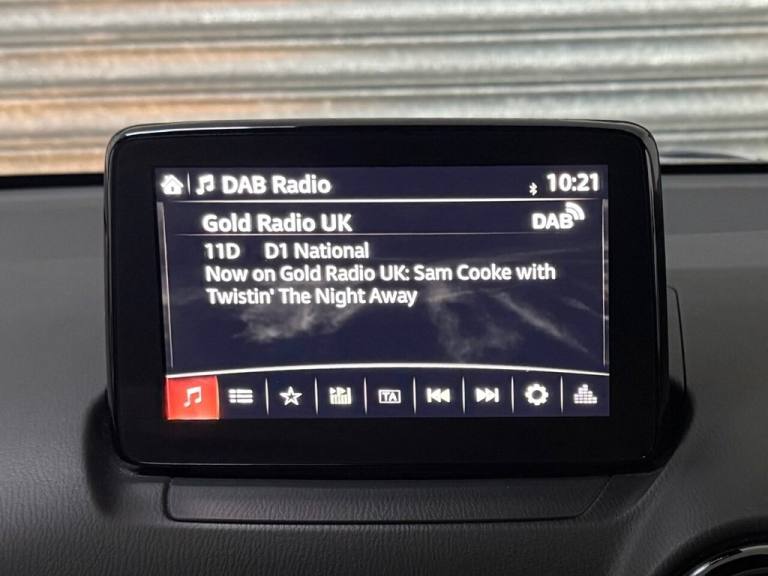 DAB Radio 10:21
Gold Radio UK DAB
11D D1 National
Now on Gold Radio UK: Sam Cooke with
Twistin' The Night Away
TA